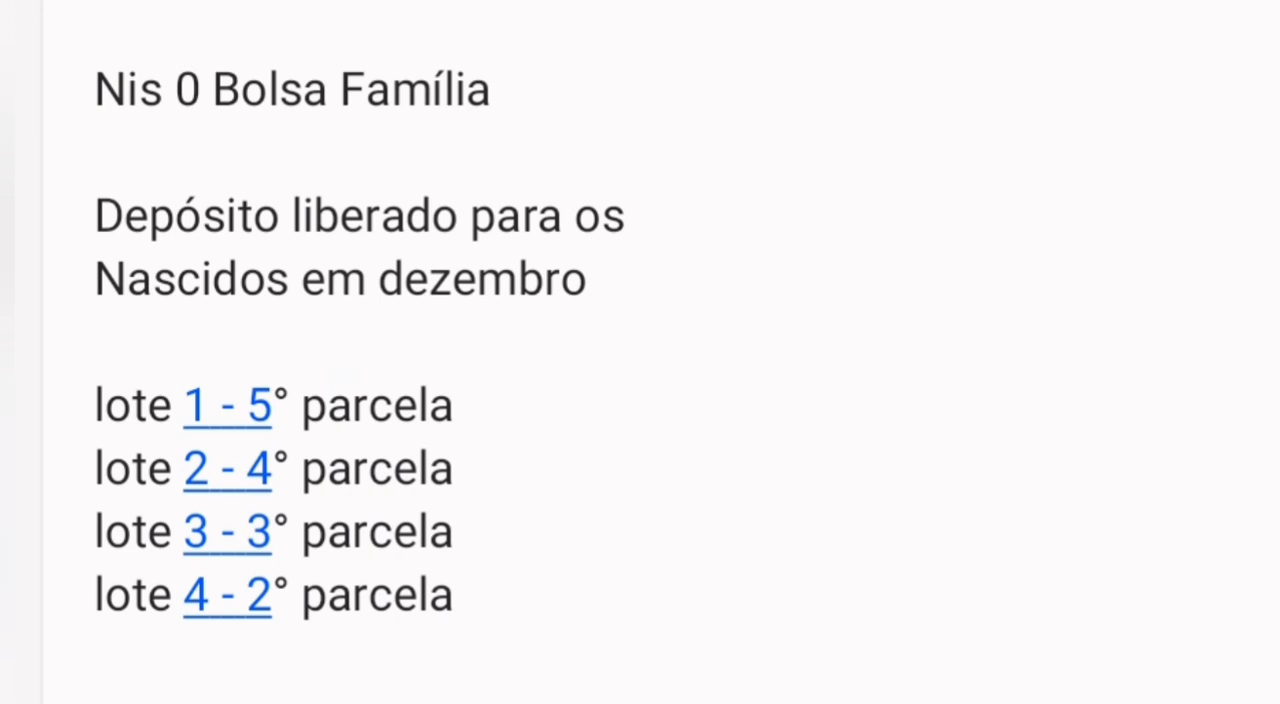 Nis 0 Bolsa Família
Depósito liberado para os
Nascidos em dezembro
lote 1 - 5° parcela
lote 2 - 4° parcela
lote 3 - 3° parcela
lote 4 - 2° parcela